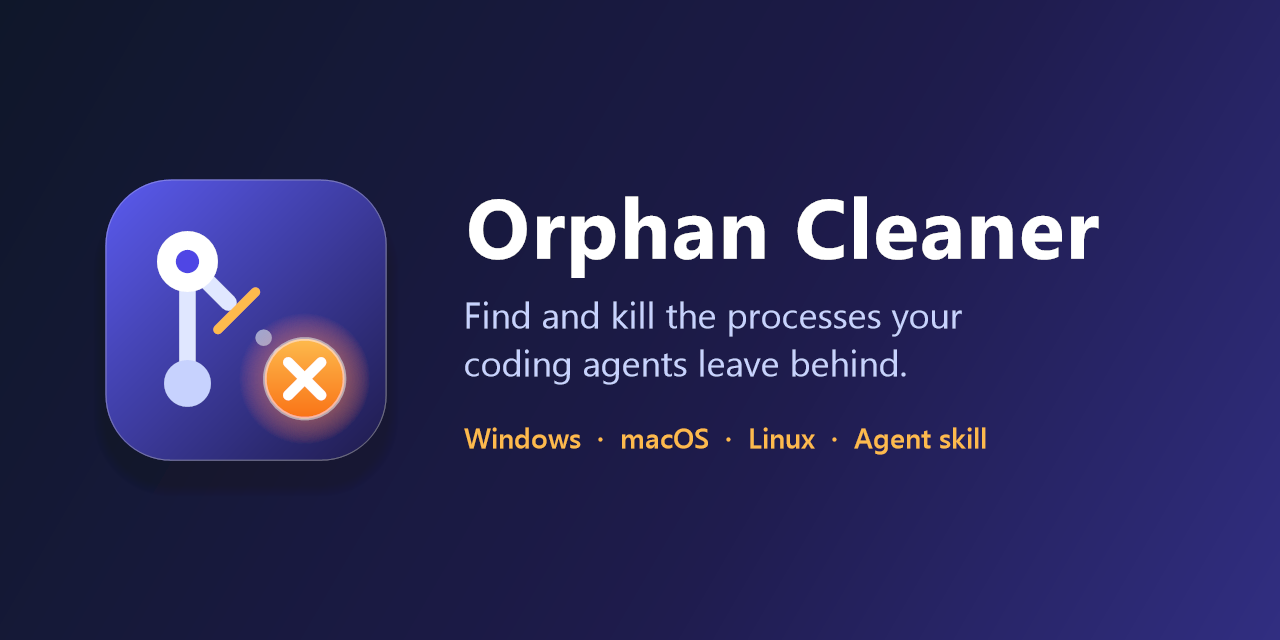 Orphan Cleaner
Find and kill the processes your
coding agents leave behind.
Windows · macOS · Linux · Agent skill